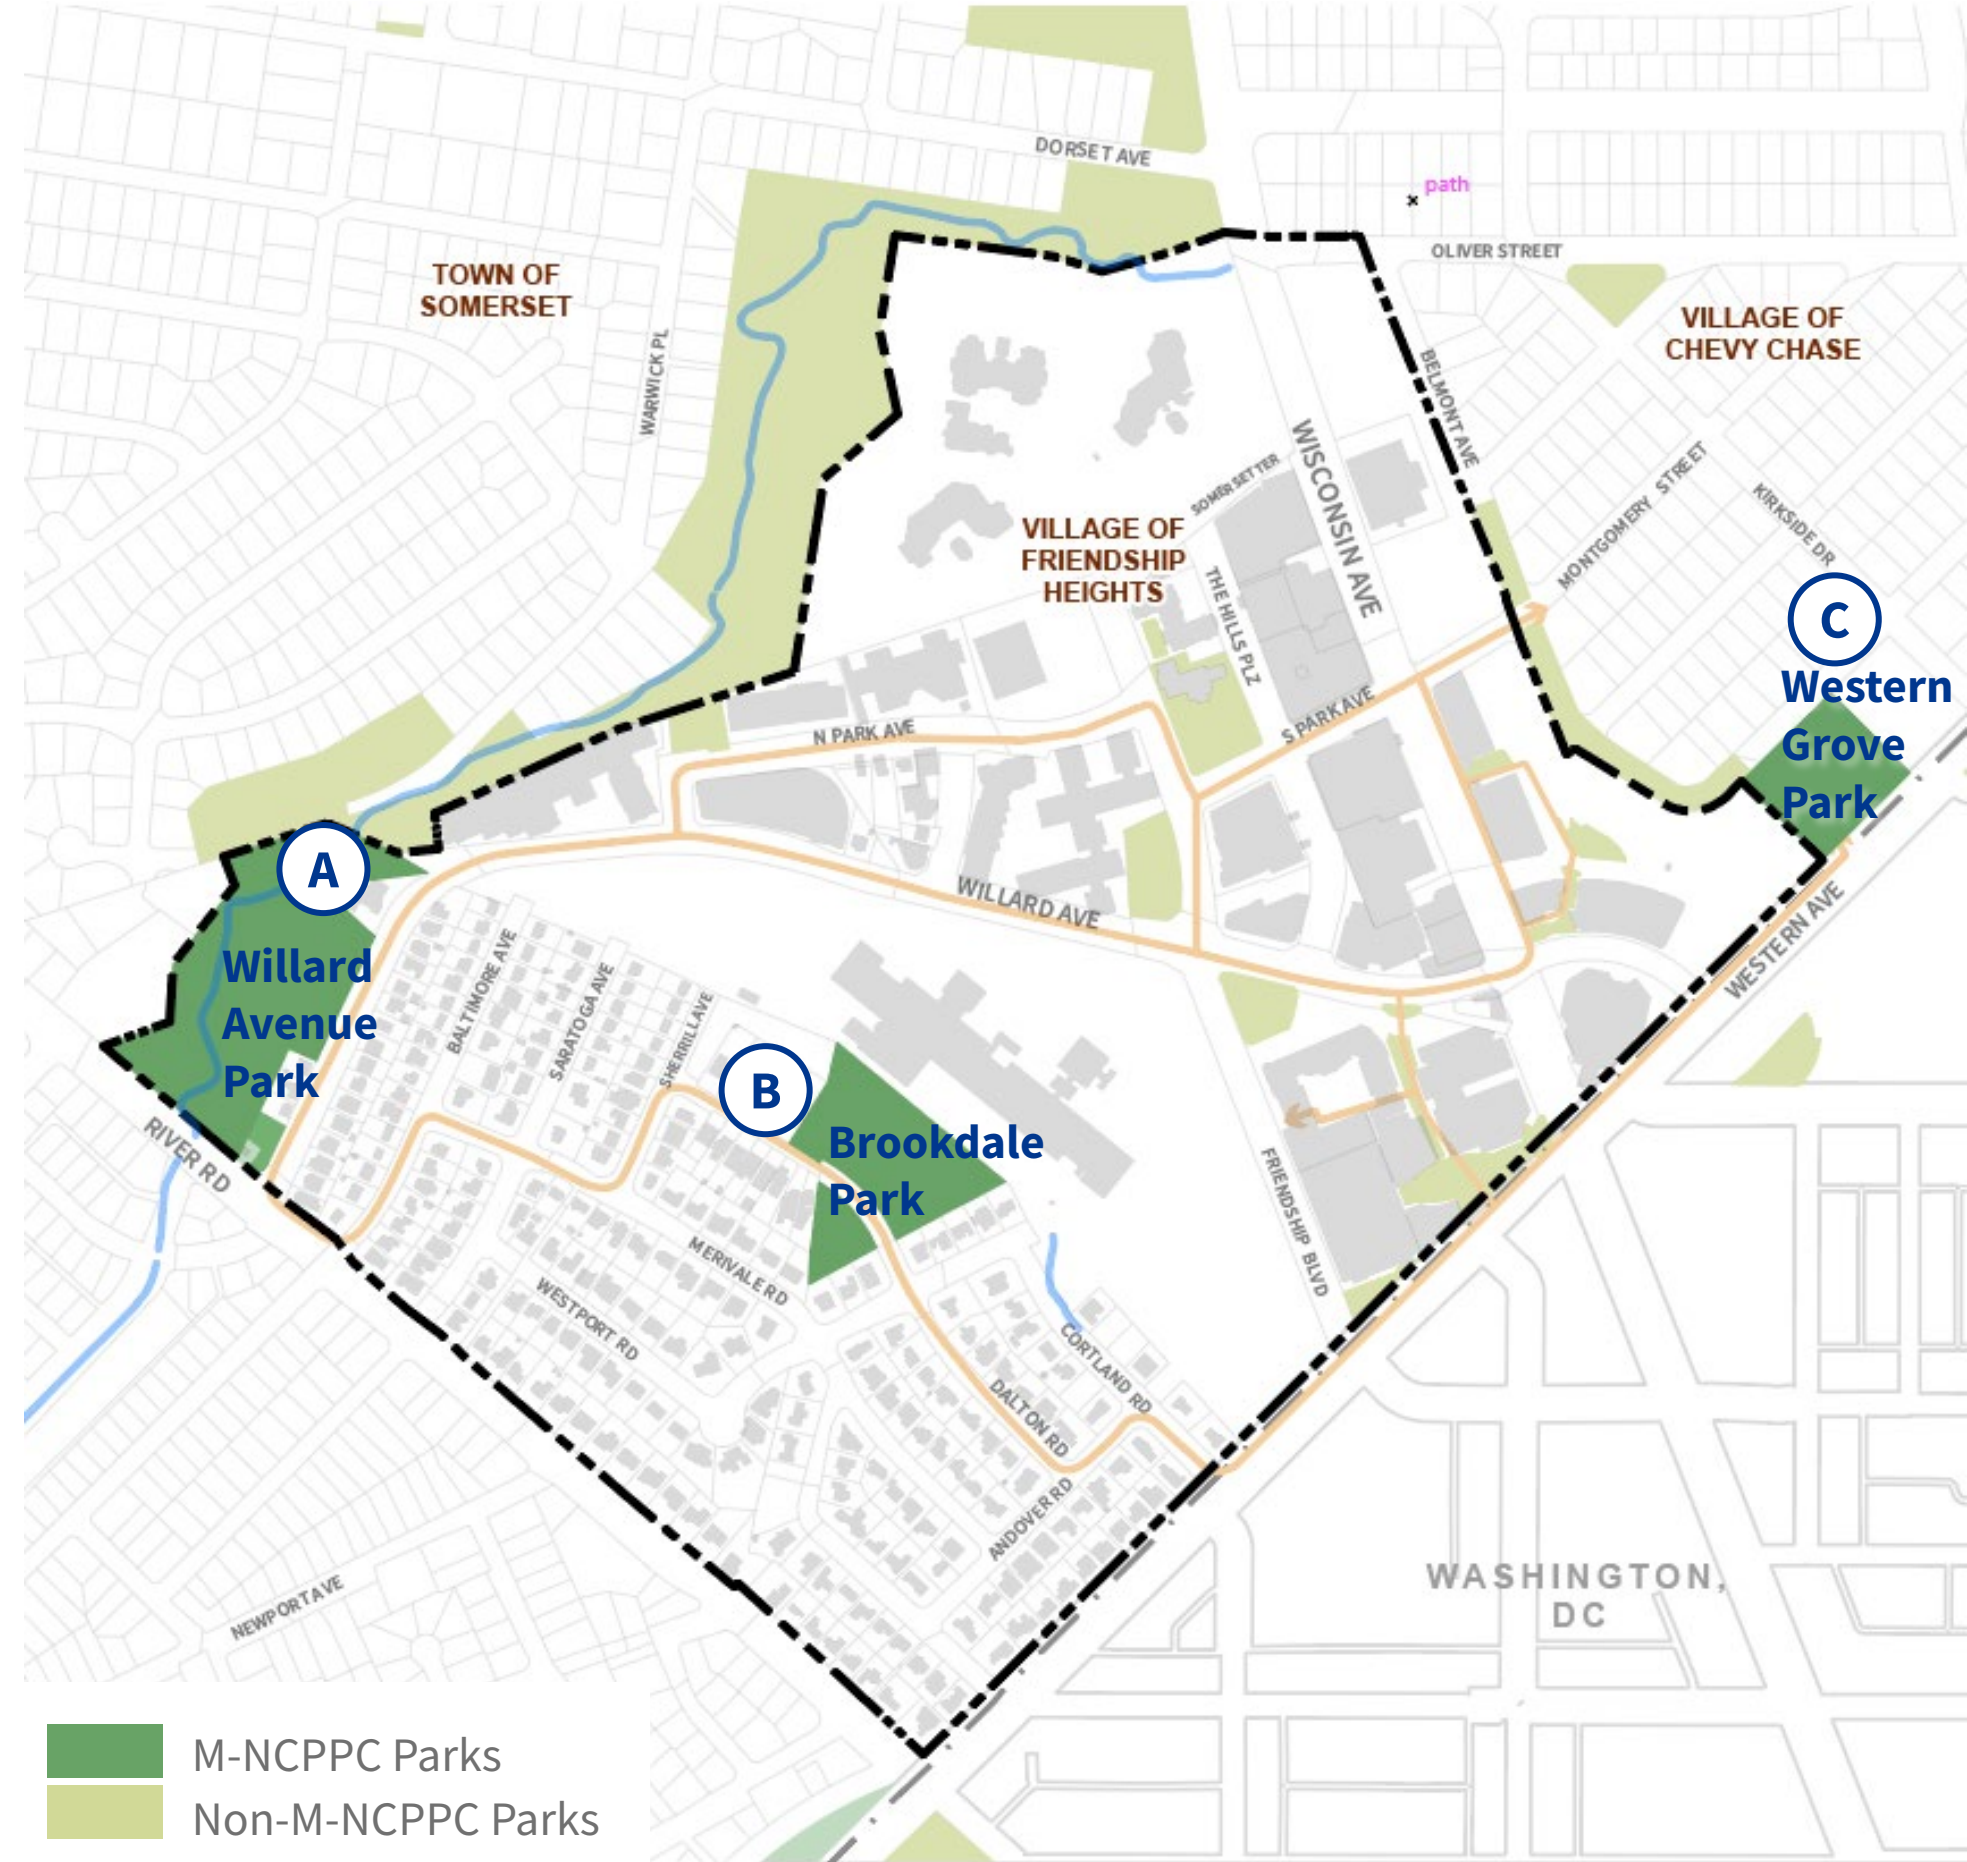 DORSET AVE
path
OLIVER STREET
TOWN OF
SOMERSET
VILLAGE OF
CHEVY CHASE
WARWICK PL
BELMONT AVE
WISCONSIN AVE
SOMERSET TER
MONTGOMERY STREET
KIRKSIDE DR
VILLAGE OF
FRIENDSHIP
HEIGHTS
THE HILLS PLZ
C
Western
Grove
Park
N PARK AVE
S PARK AVE
A
WILLARD AVE
WESTERN AVE
Willard
Avenue
Park
BALTIMORE AVE
SARATOGA AVE
SHERRILL AVE
B
Brookdale
Park
RIVER RD
FRIENDSHIP BLVD
MERIVALE RD
WESTPORT RD
CORTLAND RD
DALTON RD
ANDOVER RD
NEWPORT AVE
WASHINGTON,
DC
M-NCPPC Parks
Non-M-NCPPC Parks